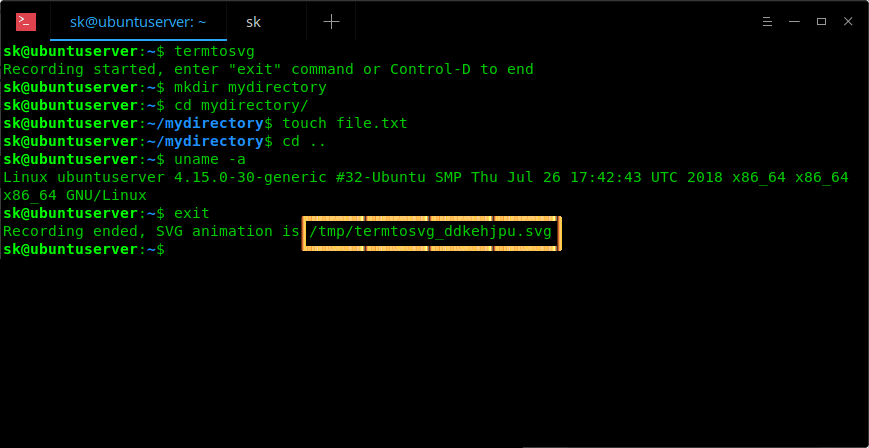 sk@ubuntuserver: ~
sk
sk@ubuntuserver:~$ termtosvg
Recording started, enter "exit" command or Control-D to end
sk@ubuntuserver:~$ mkdir mydirectory
sk@ubuntuserver:~$ cd mydirectory/
sk@ubuntuserver:~/mydirectory$ touch file.txt
sk@ubuntuserver:~/mydirectory$ cd ..
sk@ubuntuserver:~$ uname -a
Linux ubuntuserver 4.15.0-30-generic #32-Ubuntu SMP Thu Jul 26 17:42:43 UTC 2018 x86_64 x86_64
x86_64 GNU/Linux
sk@ubuntuserver:~$ exit
Recording ended, SVG animation is /tmp/termtosvg_ddkehjpu.svg
sk@ubuntuserver:~$